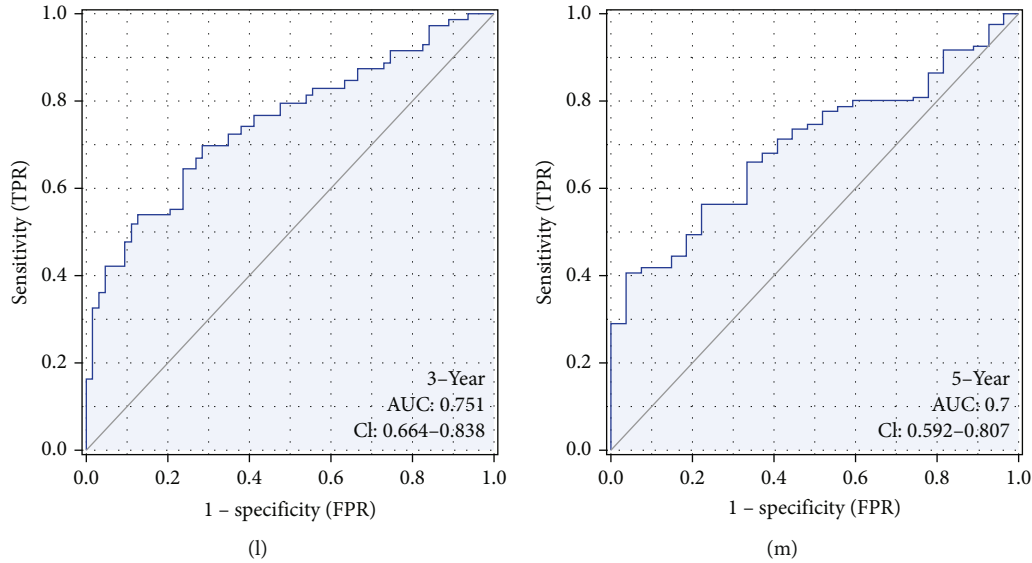 1.0
0.8
0.6
0.4
0.2
0.0
Sensitivity (TPR)
3–Year
AUC: 0.751
CI: 0.664–0.838
0.0 0.2 0.4 0.6 0.8 1.0
1 – specificity (FPR)
(l)
1.0
0.8
0.6
0.4
0.2
0.0
Sensitivity (TPR)
5–Year
AUC: 0.7
CI: 0.592–0.807
0.0 0.2 0.4 0.6 0.8 1.0
1 – specificity (FPR)
(m)